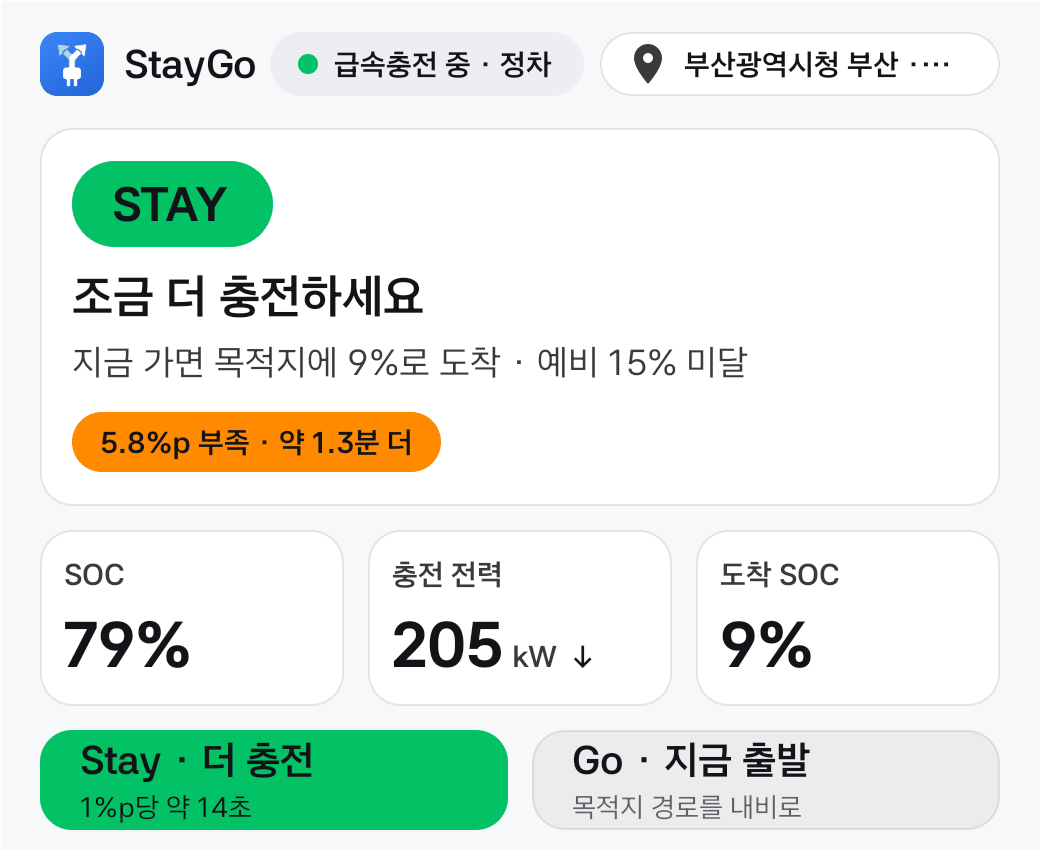 StayGo
급속충전 중 · 정차
부산광역시청 부산 ·…
STAY
조금 더 충전하세요
지금 가면 목적지에 9%로 도착 · 예비 15% 미달
5.8%p 부족 · 약 1.3분 더
SOC
79%
충전 전력
205 kW ↓
도착 SOC
9%
Stay · 더 충전
1%p당 약 14초
Go · 지금 출발
목적지 경로를 내비로